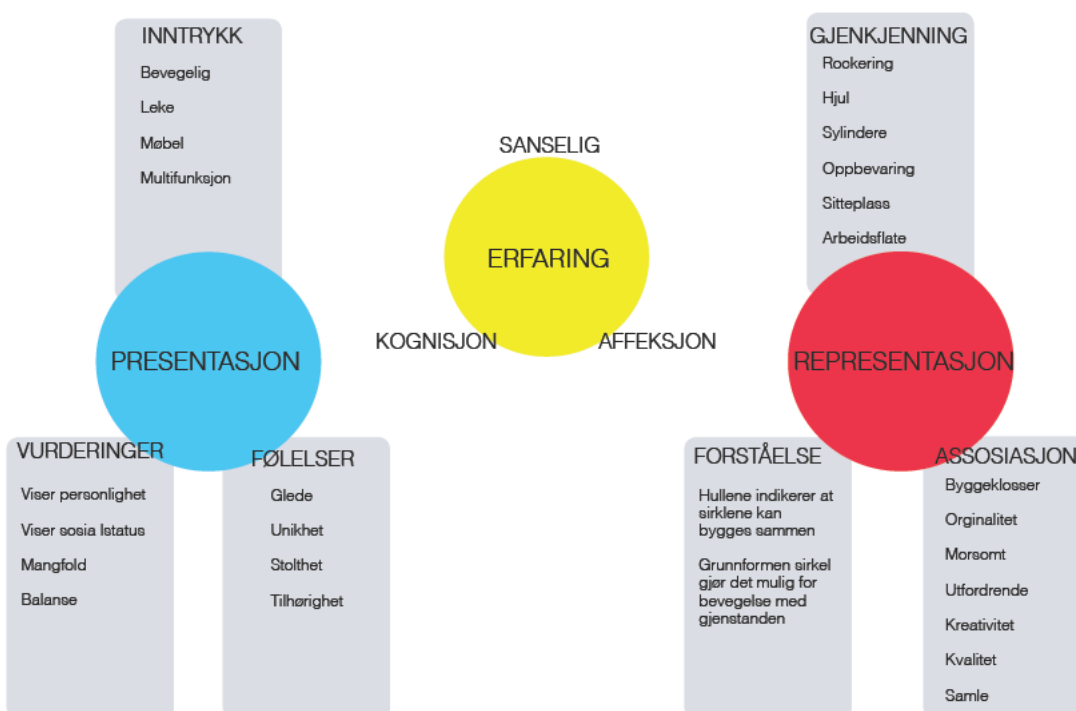 INNTRYKK
Bevegelig
Leke
Møbel
Multifunksjon
PRESENTASJON
VURDERINGER
Viser personlighet
Viser sosia lstatus
Mangfold
Balanse
FØLELSER
Glede
Unikhet
Stolthet
Tilhørighet
SANSELIG
ERFARING
KOGNISJON
AFFEKSJON
GJENKJENNING
Rockering
Hjul
Sylindere
Oppbevaring
Sitteplass
Arbeidsflate
REPRESENTASJON
FORSTÅELSE
Hullene indikerer at
sirklene kan
bygges sammen
Grunnformen sirkel
gjør det mulig for
bevegelse med
gjenstanden
ASSOSIASJON
Byggeklosser
Orginalitet
Morsomt
Utfordrende
Kreativitet
Kvalitet
Samle